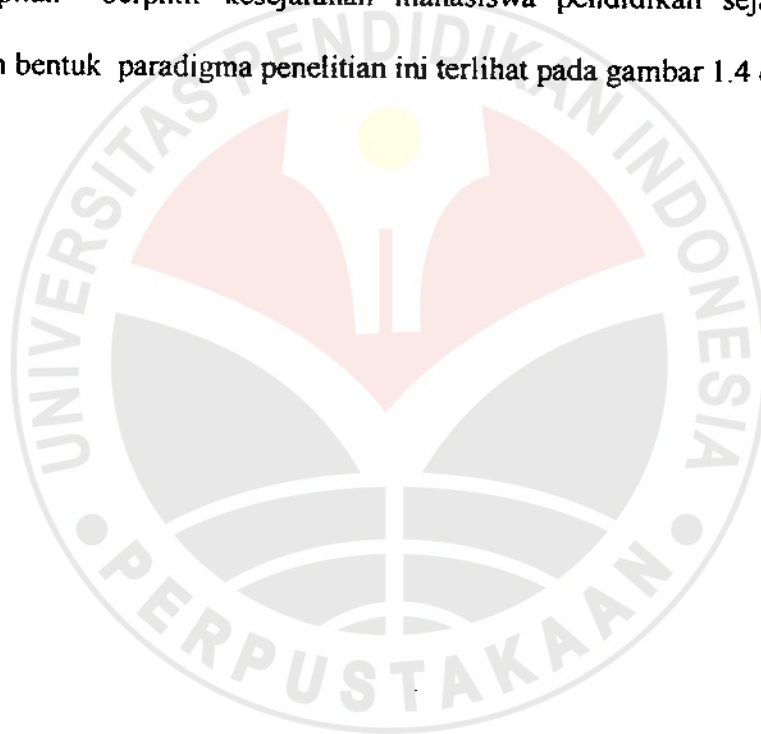 berpikir kesejarahan mahasiswa pendidikan
bentuk paradigma penelitian ini terlihat pada gambar 1.4
UNIVERSITAS PENDIDIKAN INDONESIA
PERPUSTAKAAN